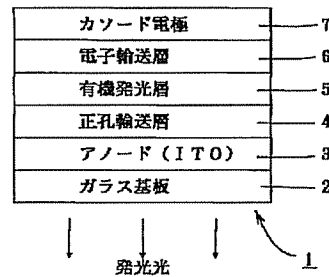 カソード電極 7
電子輸送層 6
有機発光層 5
正孔輸送層 4
アノード（ITO） 3
ガラス基板 2
発光光
1